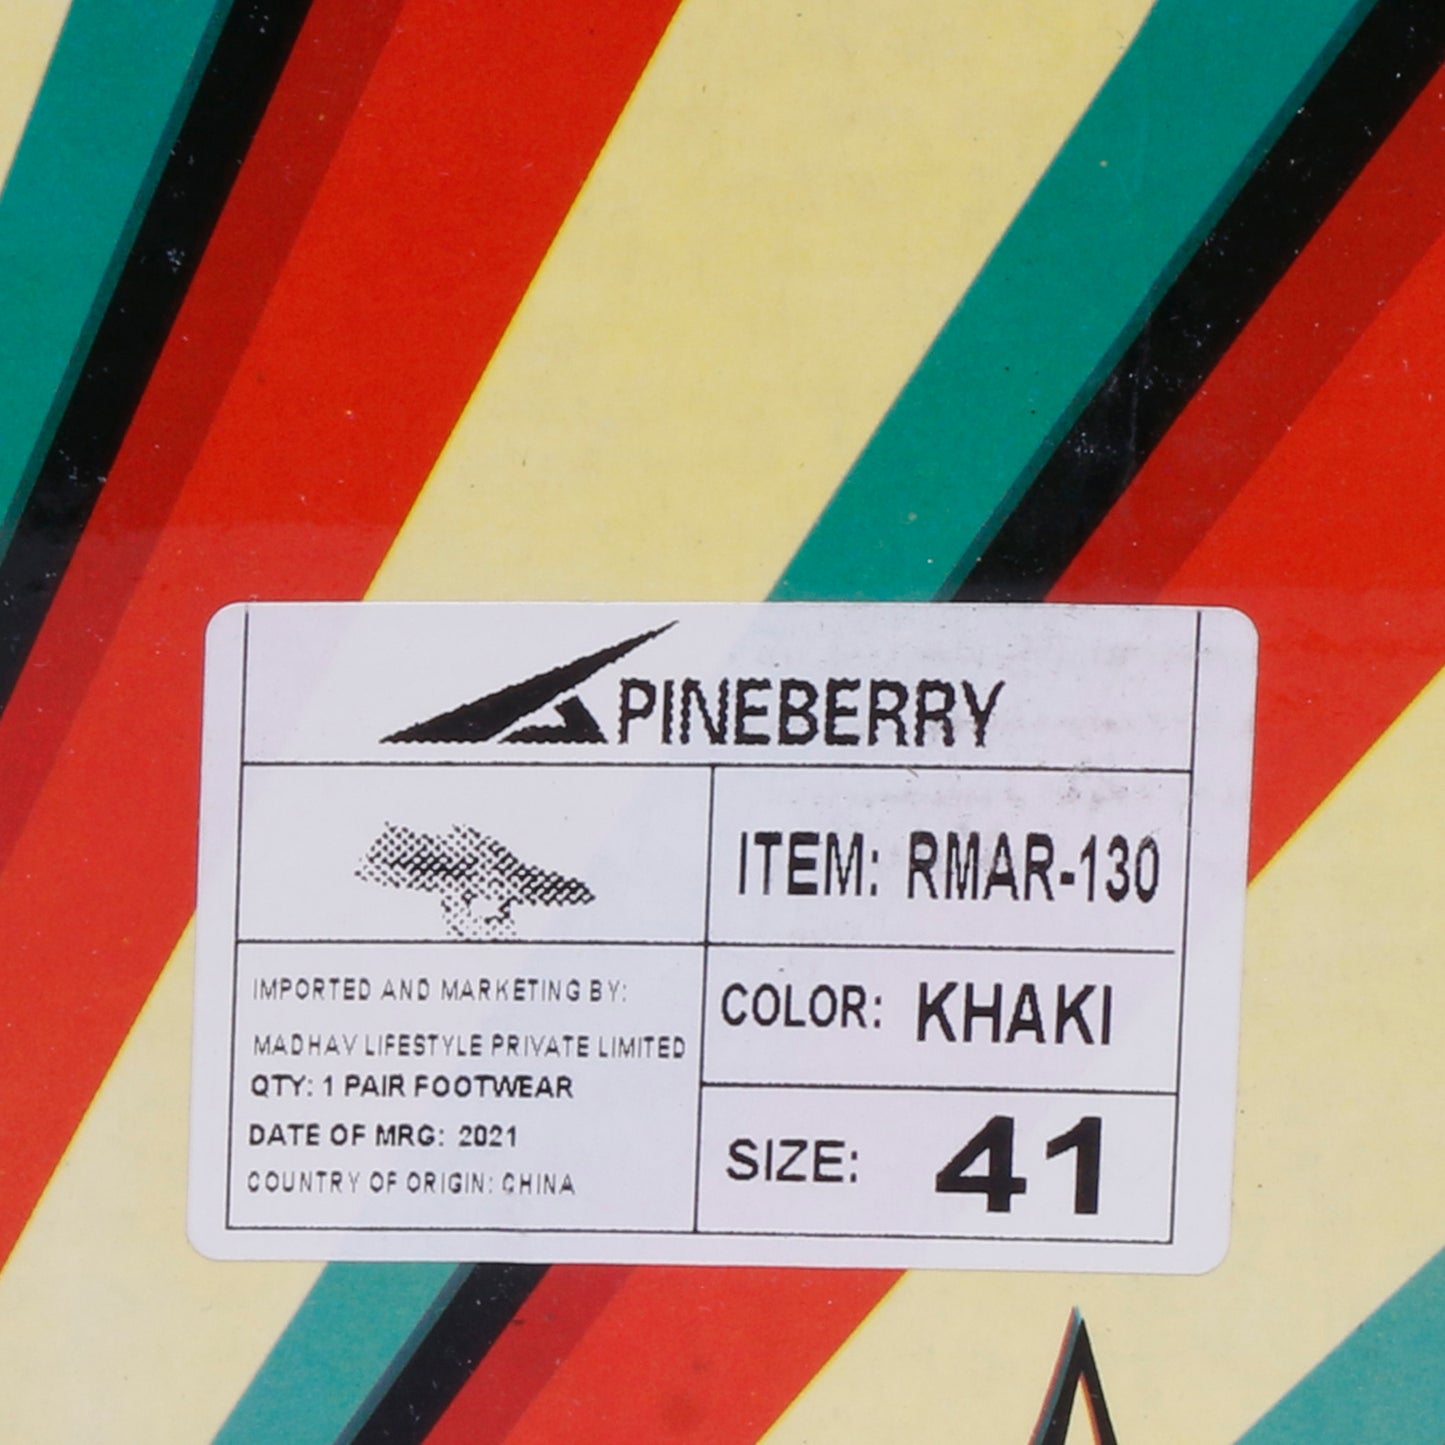 PINEBERRY
ITEM: RMAR-130
IMPORTED AND MARKETING BY:
MADHAV LIFESTYLE PRIVATE LIMITED
QTY: 1 PAIR FOOTWEAR
DATE OF MRG: 2021
COUNTRY OF ORIGIN: CHINA
COLOR: KHAKI
SIZE: 41